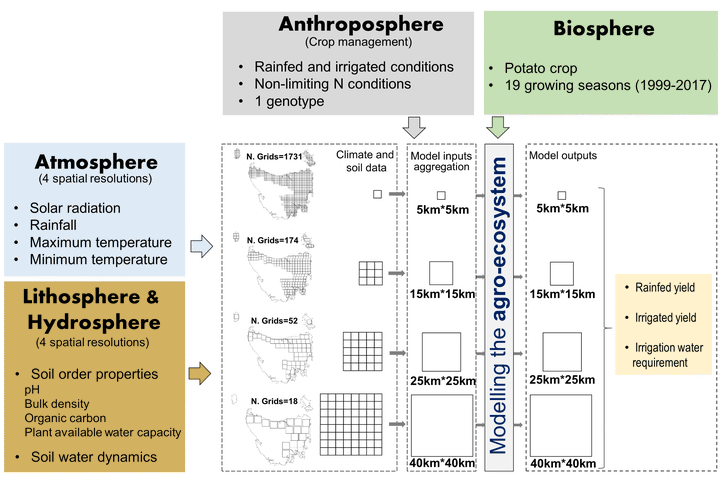 Anthroposphere
(Crop management)
• Rainfed and irrigated conditions
• Non-limiting N conditions
• 1 genotype
Biosphere
• Potato crop
• 19 growing seasons (1999-2017)
Atmosphere
(4 spatial resolutions)
• Solar radiation
• Rainfall
• Maximum temperature
• Minimum temperature
Lithosphere &
Hydrosphere
(4 spatial resolutions)
• Soil order properties
pH
Bulk density
Organic carbon
Plant available water capacity
• Soil water dynamics
N. Grids=1731
N. Grids=174
N. Grids=52
N. Grids=18
Climate and
soil data
Model inputs
aggregation
5km*5km
15km*15km
25km*25km
40km*40km
Modelling the agro-ecosystem
Model outputs
5km*5km
15km*15km
25km*25km
40km*40km
• Rainfed yield
• Irrigated yield
• Irrigation water
requirement